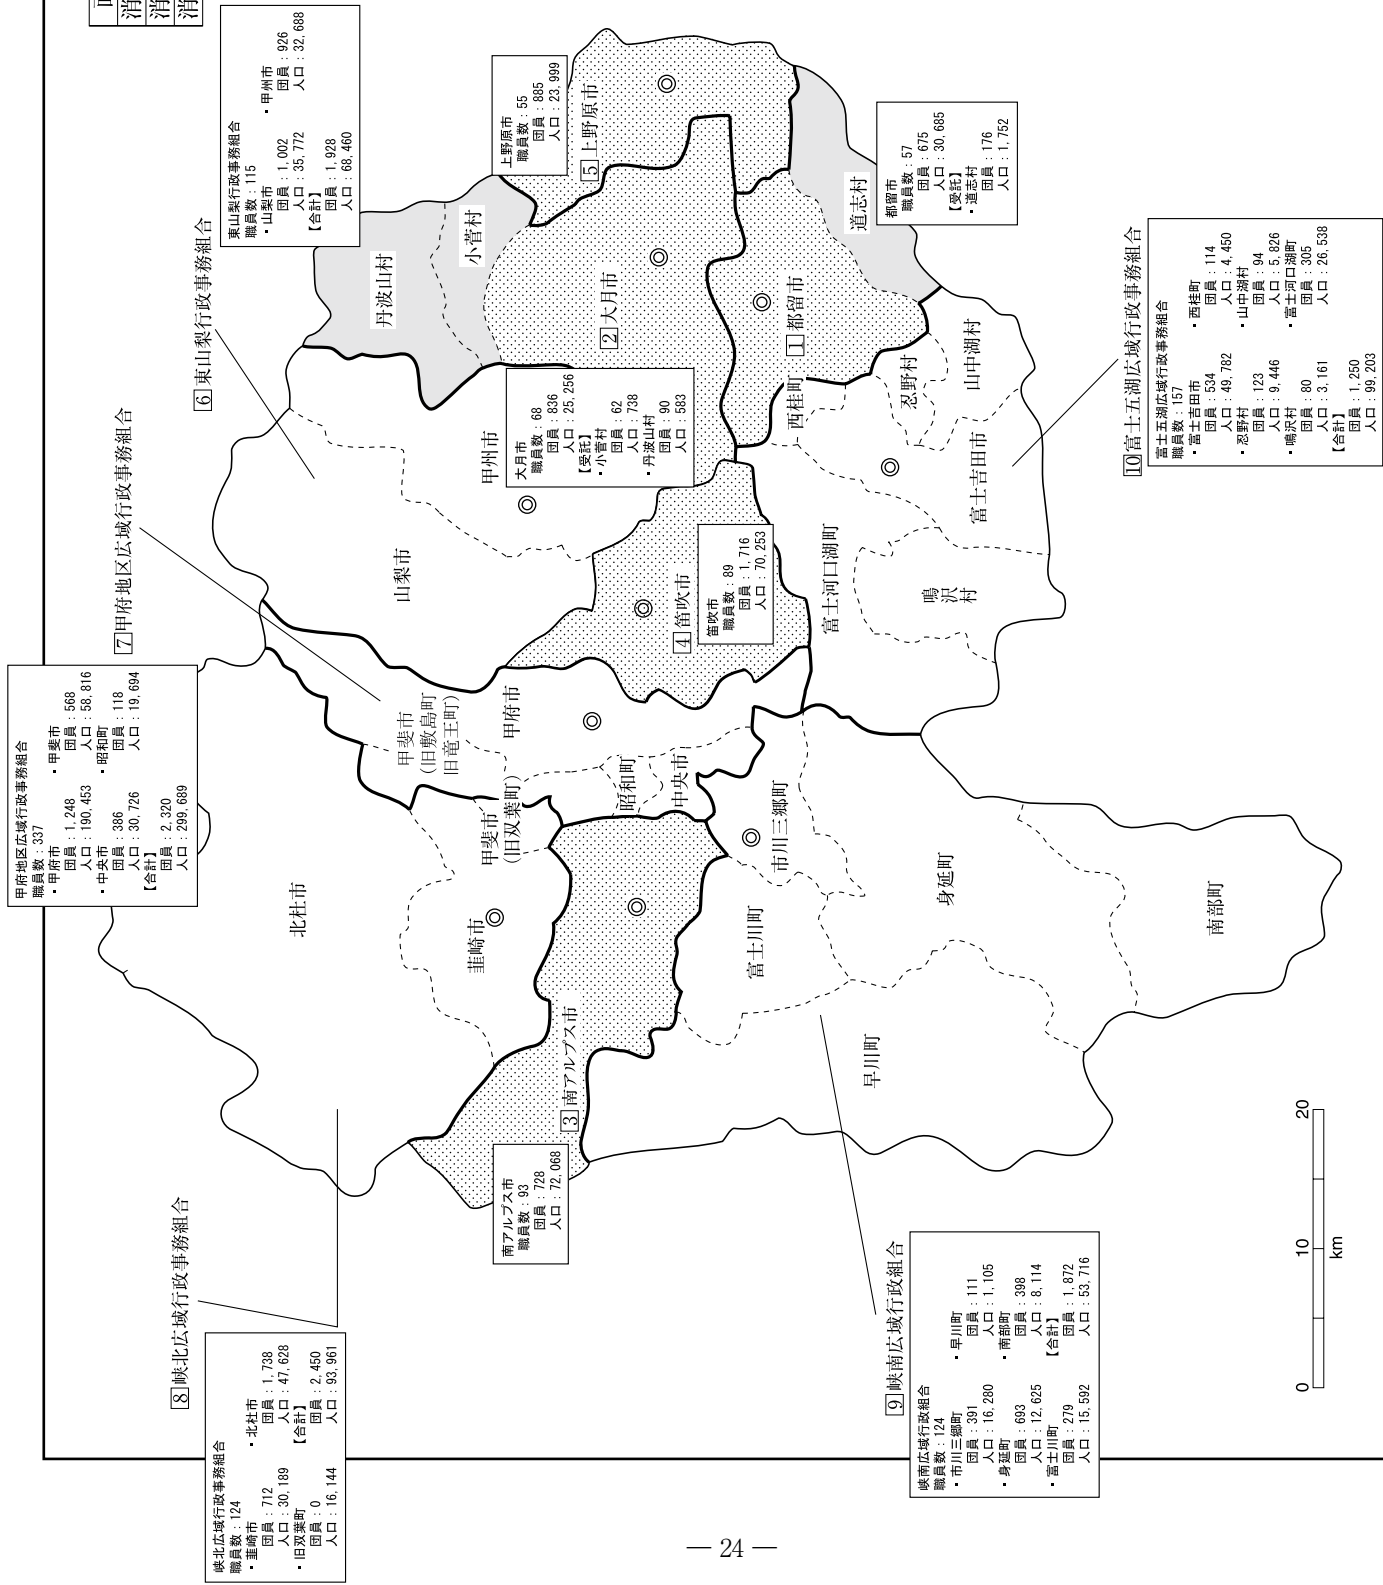 甲府地区広域行政事務組合
職員数：337
・甲府市
団員：1,248
人口：190,453
・中央市
団員：386
人口：30,726
【合計】
団員：2,320
人口：299,689
・甲斐市
団員：568
人口：58,816
・昭和町
団員：118
人口：19,694
7 甲府地区広域行政事務組合
6 東山梨行政事務組合
東山梨行政事務組合
職員数：115
・山梨市
団員：1,002
人口：35,772
【合計】
団員：1,928
人口：68,460
・甲州市
団員：926
人口：32,688
8 峡北広域行政事務組合
峡北広域行政事務組合
職員数：124
・韮崎市
団員：712
人口：30,189
・旧双葉町
団員：0
人口：16,144
・北杜市
団員：1,738
人口：47,628
【合計】
団員：2,450
人口：93,961
上野原市
職員数：55
団員：885
人口：23,999
5 上野原市
丹波山村
小菅村
2 大月市
大月市
職員数：68
団員：836
人口：25,256
【受託】
・小菅村
団員：62
人口：738
・丹波山村
団員：90
人口：583
道志村
都留市
職員数：57
団員：675
人口：30,685
【受託】
・道志村
団員：176
人口：1,752
1 都留市
甲州市
山梨市
4 笛吹市
笛吹市
職員数：89
団員：1,716
人口：70,253
西桂町
忍野村
山中湖村
富士吉田市
富士河口湖町
鳴沢村
10 富士五湖広域行政事務組合
富士五湖広域行政事務組合
職員数：157
・富士吉田市
団員：534
人口：49,782
・忍野村
団員：123
人口：9,446
・鳴沢村
団員：80
人口：3,161
【合計】
団員：1,250
人口：99,203
・西桂町
団員：114
人口：4,450
・山中湖村
団員：94
人口：5,826
・富士河口湖町
団員：305
人口：26,538
甲斐市
（旧敷島町
旧竜王町）
甲府市
甲斐市
（旧双葉町）
昭和町
中央市
北杜市
韮崎市
3 南アルプス市
南アルプス市
職員数：93
団員：728
人口：72,068
市川三郷町
富士川町
身延町
早川町
南部町
9 峡南広域行政組合
峡南広域行政組合
職員数：124
・市川三郷町
団員：391
人口：16,280
・身延町
団員：693
人口：12,625
・富士川町
団員：279
人口：15,592
・早川町
団員：111
人口：1,105
・南部町
団員：398
人口：8,114
【合計】
団員：1,872
人口：53,716
0 10 20
km
消
消
消
— 24 —